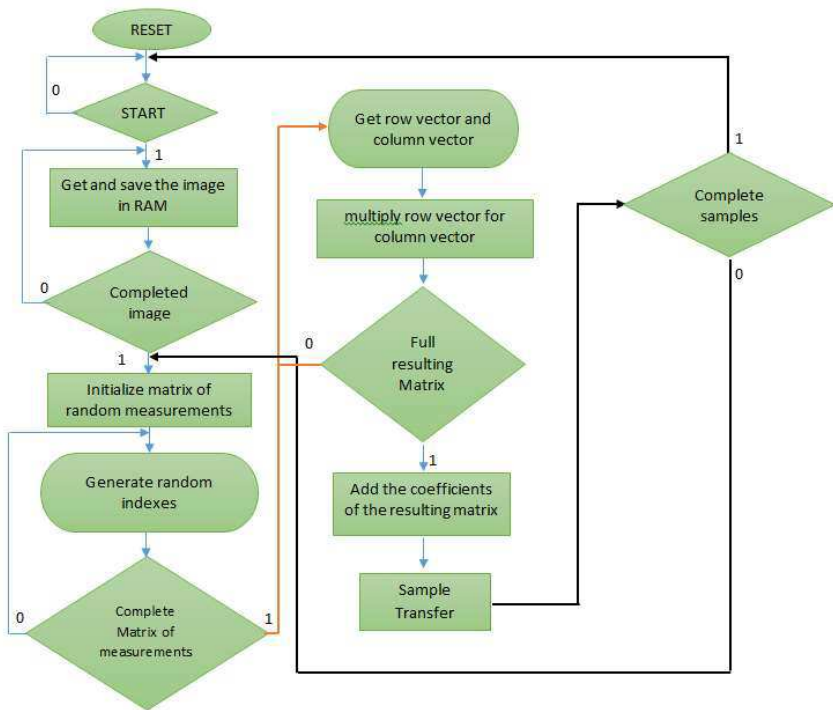 RESET
0
START
1
Get and save the image
in RAM
0
Completed
image
1
Initialize matrix of
random measurements
Generate random
indexes
0
Complete
Matrix of
measurements
1
Get row vector and
column vector
multiply row vector for
column vector
0
Full
resulting
Matrix
1
Add the coefficients
of the resulting matrix
Sample
Transfer
1
Complete
samples
0